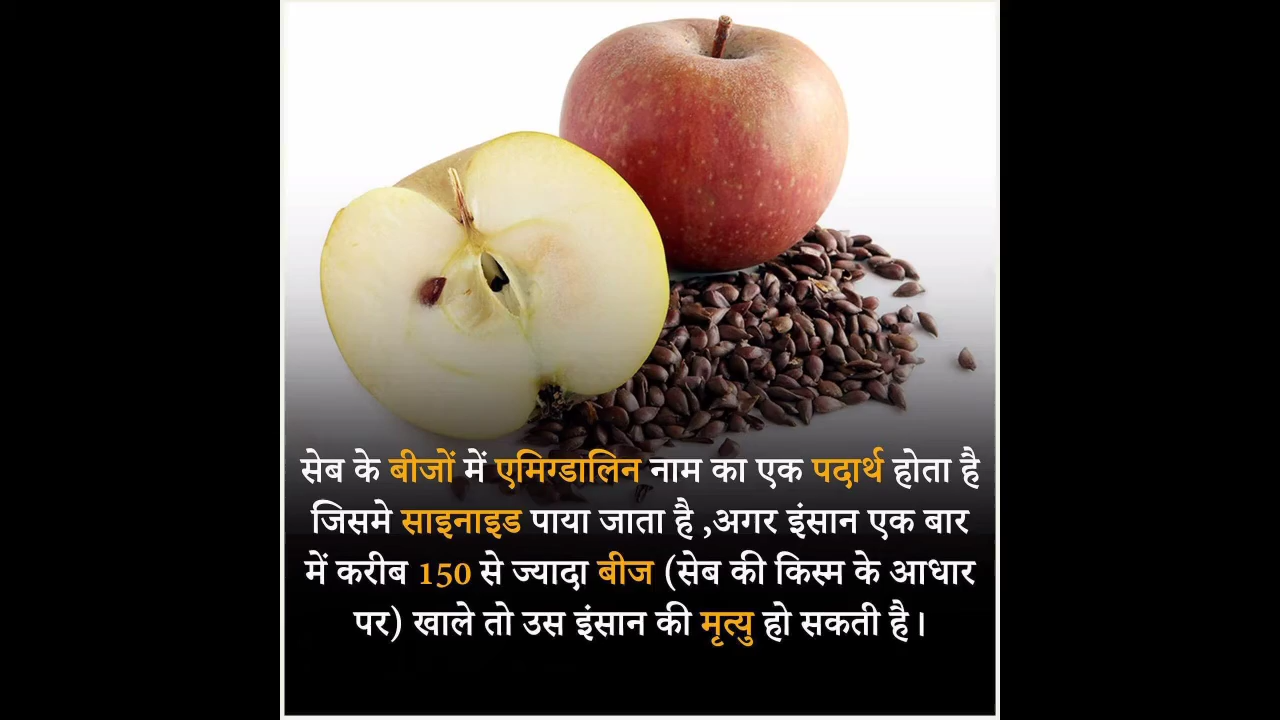 सेब के बीजों में एमिग्डालिन नाम का एक पदार्थ होता है
जिसमे साइनाइड पाया जाता है ,अगर इंसान एक बार
में करीब 150 से ज्यादा बीज (सेब की किस्म के आधार
पर) खाले तो उस इंसान की मृत्यु हो सकती है।